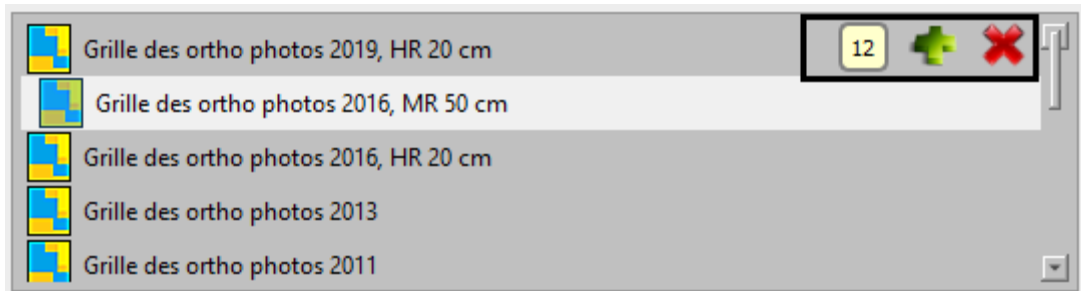 Grille des ortho photos 2019, HR 20 cm 12
Grille des ortho photos 2016, MR 50 cm
Grille des ortho photos 2016, HR 20 cm
Grille des ortho photos 2013
Grille des ortho photos 2011